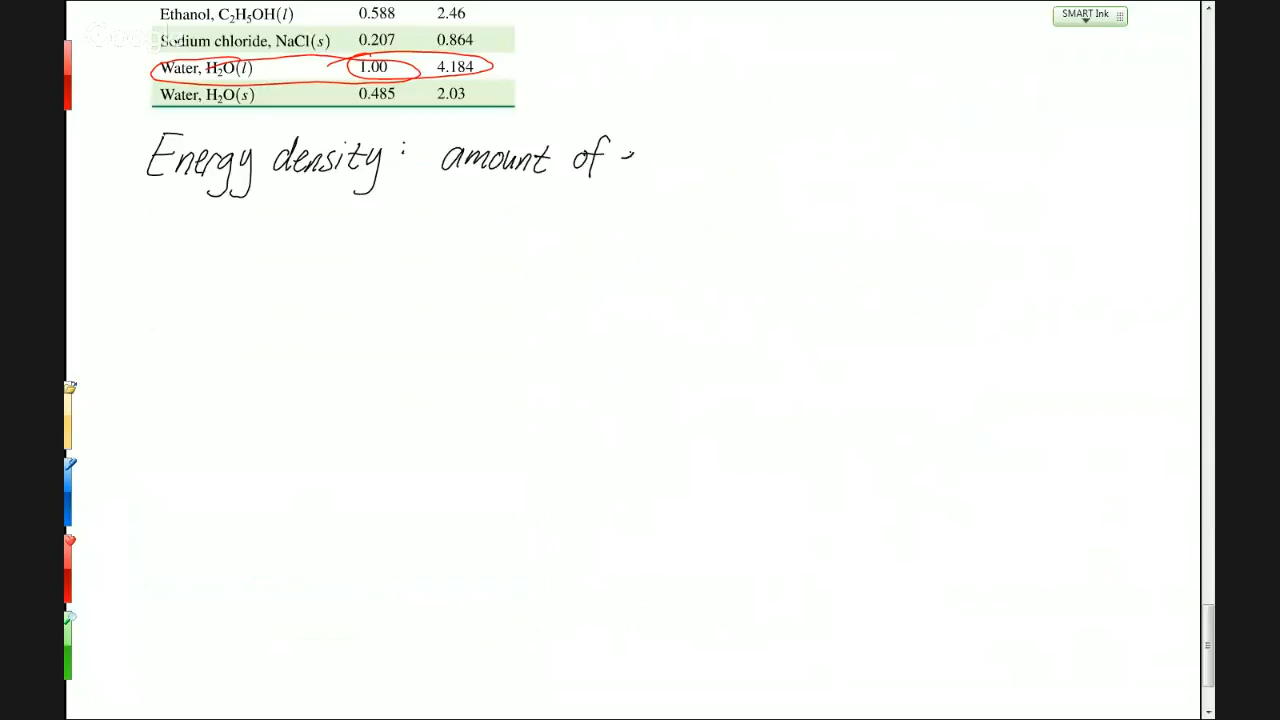 SMART Ink
Ethanol, C₂H₅OH(l) 0.588 2.46
Sodium chloride, NaCl(s) 0.207 0.864
Water, H₂O(l) 1.00 4.184
Water, H₂O(s) 0.485 2.03
Energy density: amount of